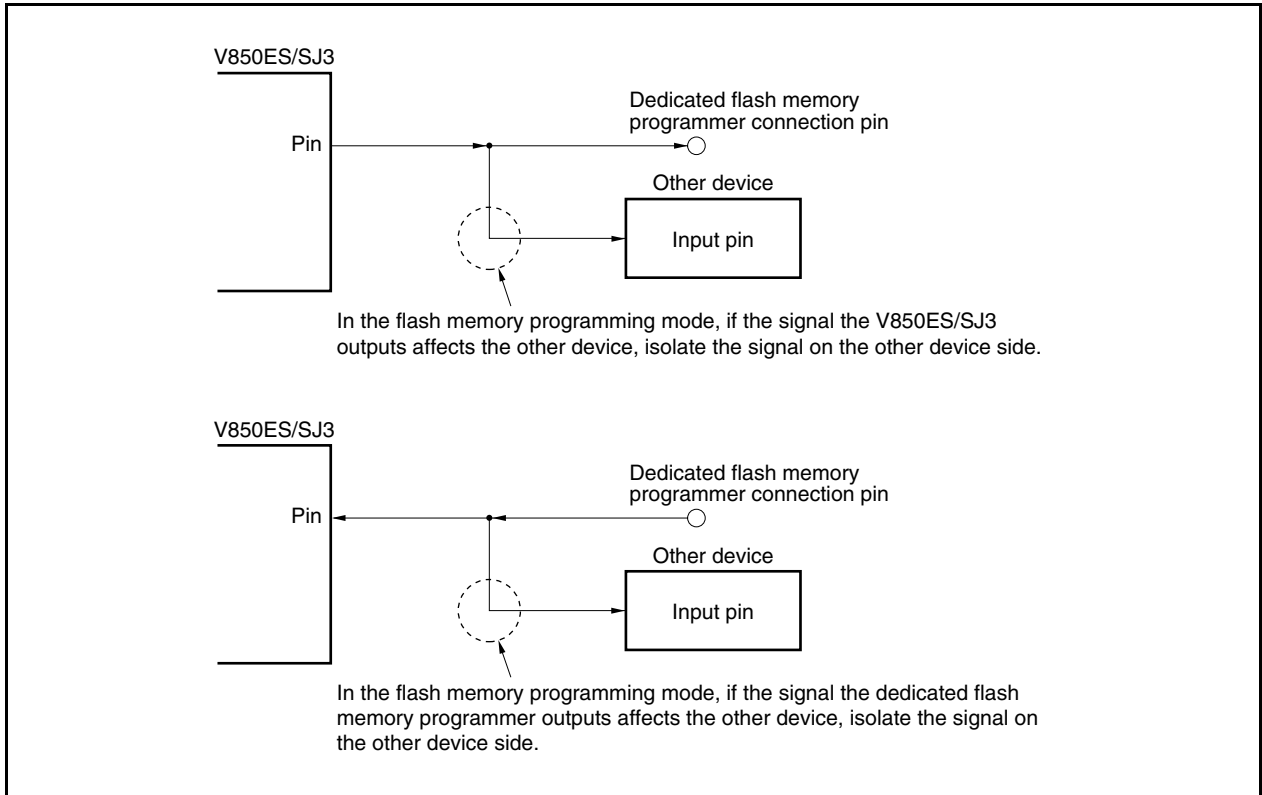 V850ES/SJ3
Dedicated flash memory
programmer connection pin
Pin
Other device
Input pin
In the flash memory programming mode, if the signal the V850ES/SJ3
outputs affects the other device, isolate the signal on the other device side.
V850ES/SJ3
Dedicated flash memory
programmer connection pin
Pin
Other device
Input pin
In the flash memory programming mode, if the signal the dedicated flash
memory programmer outputs affects the other device, isolate the signal on
the other device side.